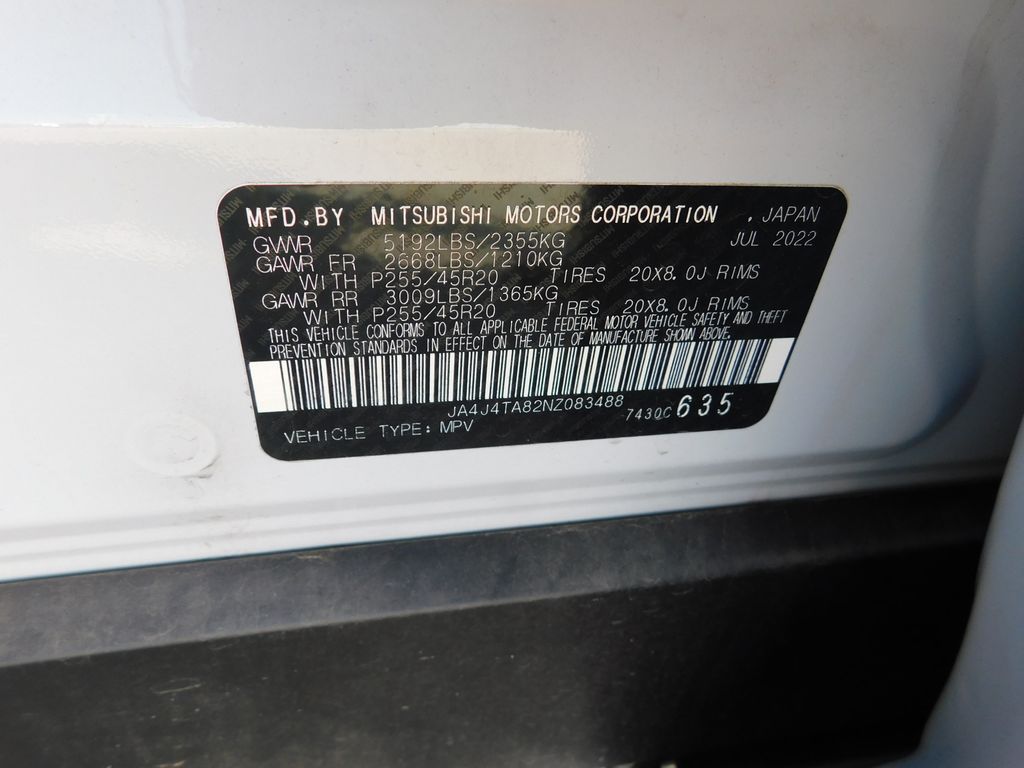 MFD.BY MITSUBISHI MOTORS CORPORATION , JAPAN
GVWR 5192LBS/2355KG JUL 2022
GAWR FR 2668LBS/1210KG
WITH P255/45R20 TIRES 20X8.0J RIMS
GAWR RR 3009LBS/1365KG
WITH P255/45R20 TIRES 20X8.0J RIMS
THIS VEHICLE CONFORMS TO ALL APPLICABLE FEDERAL MOTOR VEHICLE SAFETY AND THEFT
PREVENTION STANDARDS IN EFFECT ON THE DATE OF MANUFACTURE SHOWN ABOVE.
JA4J4TA82NZ083488
7430C 635
VEHICLE TYPE: MPV